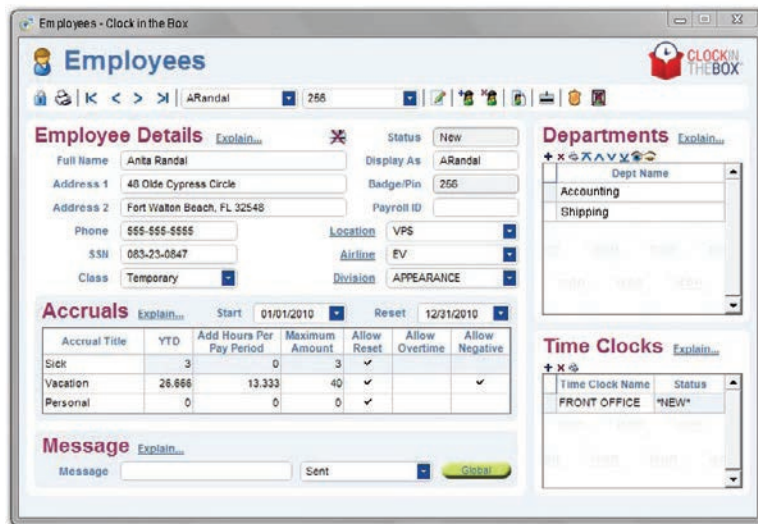 Employees - Clock in the Box
Employees
CLOCKIN
THEBOX
ARandal 256
Employee Details Explain...
Status New
Full Name Anita Randal Display As ARandal
Address 1 48 Olde Cypress Circle Badge/Pin 256
Address 2 Fort Walton Beach, FL 32548 Payroll ID
Phone 555-555-5555 Location VPS
SSN 083-23-0847 Airline EV
Class Temporary Division APPEARANCE
Accruals Explain... Start 01/01/2010 Reset 12/31/2010
Accrual Title YTD Add Hours Per Pay Period Maximum Amount Allow Reset Allow Overtime Allow Negative
Sick 3 0 3
Vacation 26.666 13.333 40
Personal 0 0 0
Message Explain...
Message Sent Global
Departments Explain...
Dept Name
Accounting
Shipping
Time Clocks Explain...
Time Clock Name Status
FRONT OFFICE *NEW*